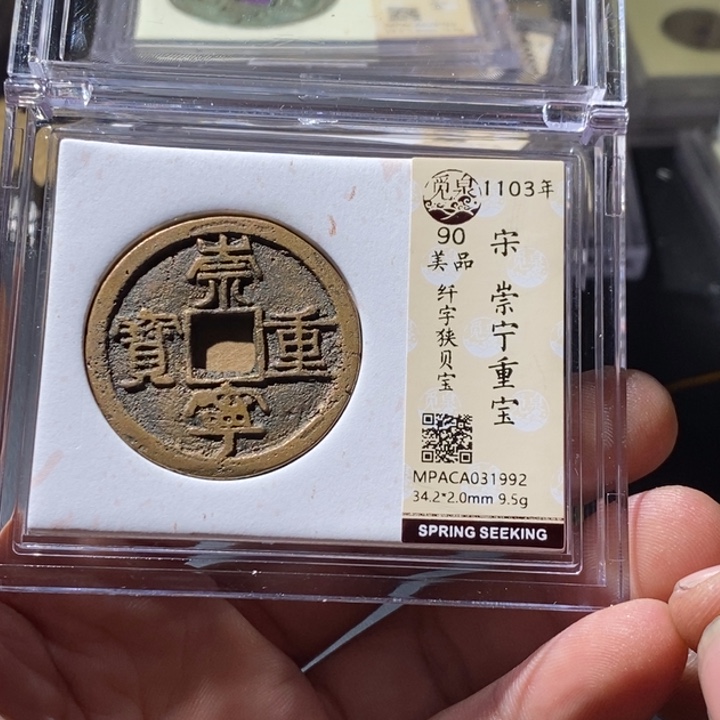 崇
寧
重
寶
觅泉
1103年
90
美品
纤字狭贝宝
宋 崇宁重宝
MPACA031992
34.2*2.0mm 9.5g
SPRING SEEKING